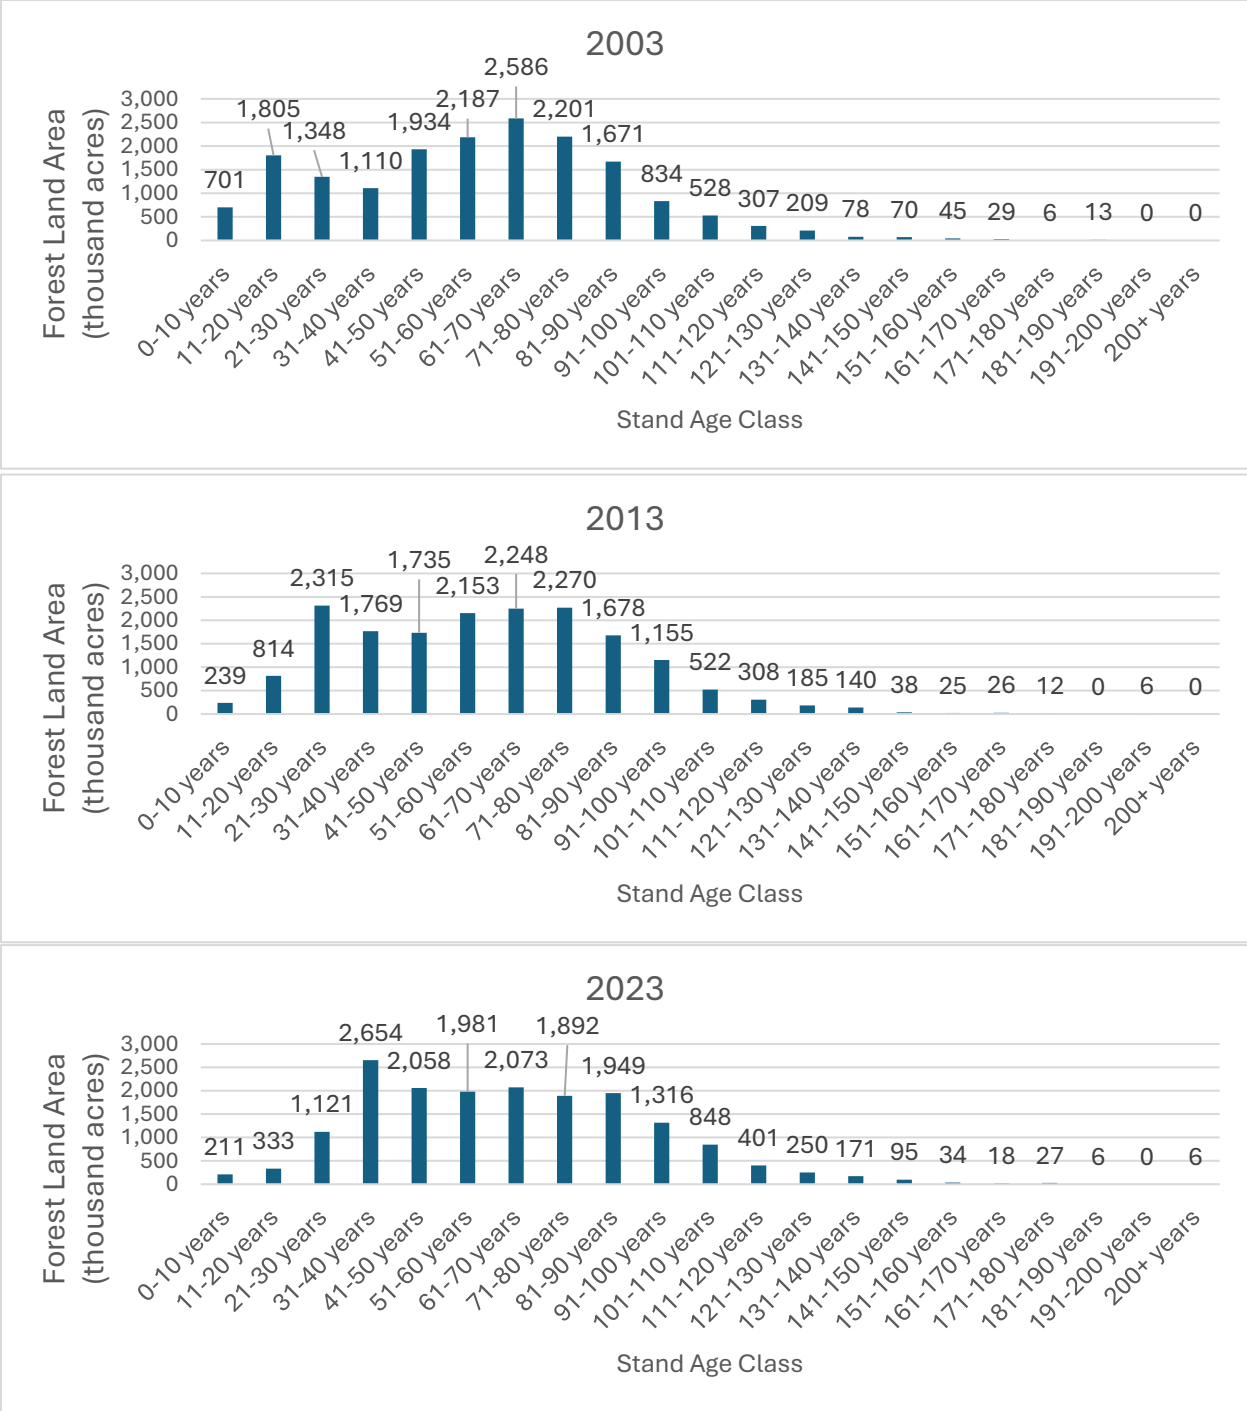 2003
Forest Land Area
(thousand acres)
3,000
2,500
2,000
1,500
1,000
500
0
701
1,805
1,348
1,110
1,934
2,187
2,586
2,201
1,671
834
528
307
209
78
70
45
29
6
13
0
0
0-10 years
11-20 years
21-30 years
31-40 years
41-50 years
51-60 years
61-70 years
71-80 years
81-90 years
91-100 years
101-110 years
111-120 years
121-130 years
131-140 years
141-150 years
151-160 years
161-170 years
171-180 years
181-190 years
191-200 years
200+ years
Stand Age Class
2013
Forest Land Area
(thousand acres)
3,000
2,500
2,000
1,500
1,000
500
0
239
814
2,315
1,769
1,735
2,153
2,248
2,270
1,678
1,155
522
308
185
140
38
25
26
12
0
6
0
0-10 years
11-20 years
21-30 years
31-40 years
41-50 years
51-60 years
61-70 years
71-80 years
81-90 years
91-100 years
101-110 years
111-120 years
121-130 years
131-140 years
141-150 years
151-160 years
161-170 years
171-180 years
181-190 years
191-200 years
200+ years
Stand Age Class
2023
Forest Land Area
(thousand acres)
3,000
2,500
2,000
1,500
1,000
500
0
211
333
1,121
2,654
2,058
1,981
2,073
1,892
1,949
1,316
848
401
250
171
95
34
18
27
6
0
6
0-10 years
11-20 years
21-30 years
31-40 years
41-50 years
51-60 years
61-70 years
71-80 years
81-90 years
91-100 years
101-110 years
111-120 years
121-130 years
131-140 years
141-150 years
151-160 years
161-170 years
171-180 years
181-190 years
191-200 years
200+ years
Stand Age Class